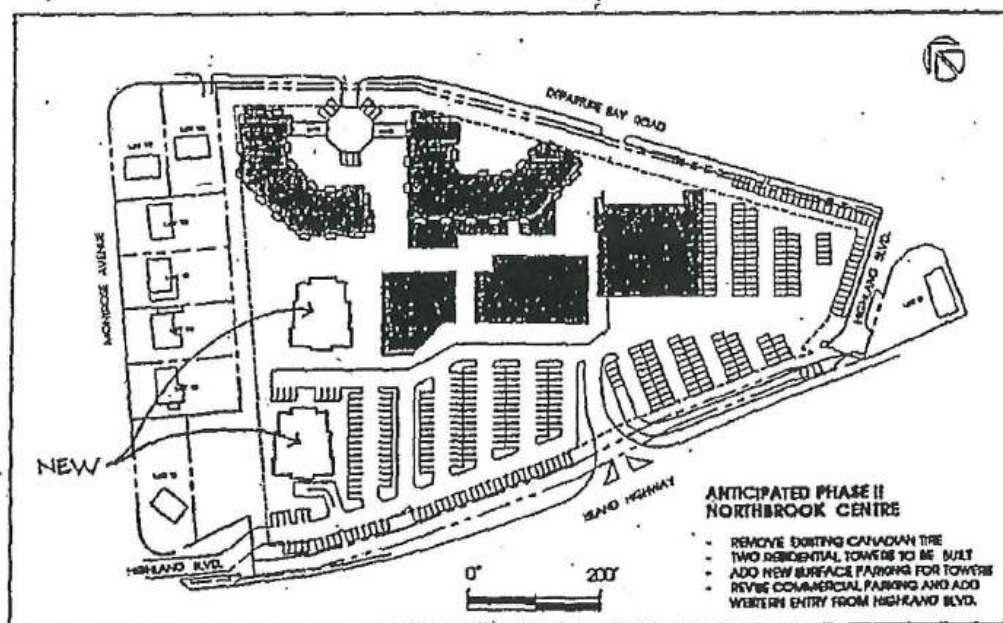 DEPARTURE BAY ROAD
MONTROSE AVENUE
HIGHLAND BLVD.
NEW
ISLAND HIGHWAY
HIGHLAND BLVD.
0'
200'
ANTICIPATED PHASE II
NORTHBROOK CENTRE
- REMOVE EXISTING CANADIAN TIRE
- TWO RESIDENTIAL TOWERS TO BE BUILT
- ADD NEW SURFACE PARKING FOR TOWERS
- REVISE COMMERCIAL PARKING AND ADD
WESTERN ENTRY FROM HIGHLAND BLVD.